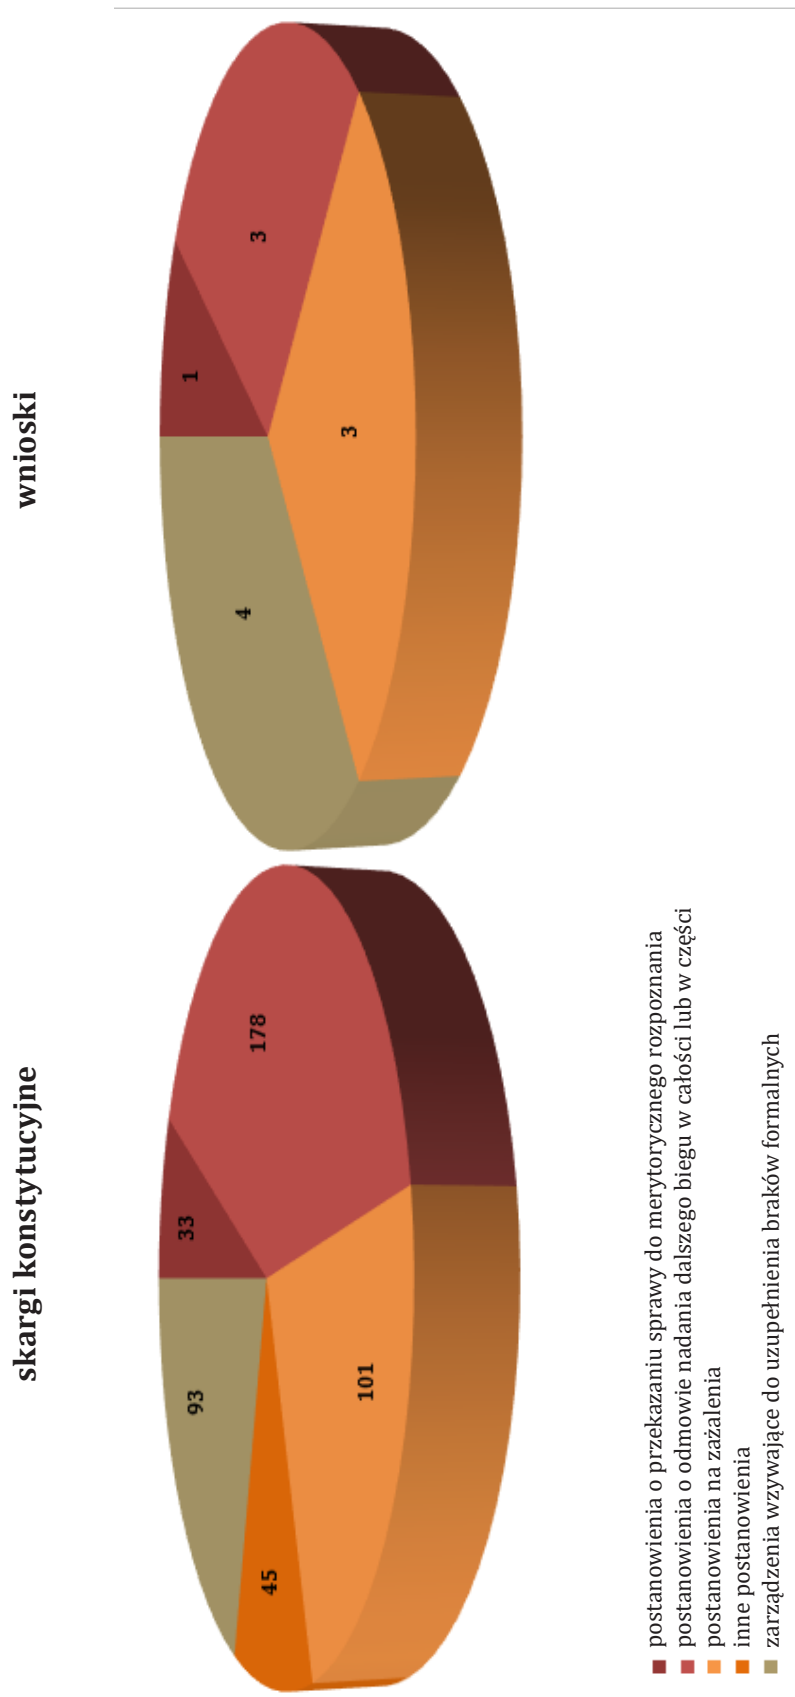 skargi konstytucyjne
33
178
101
45
93
wnioski
1
3
3
4
postanowienia o przekazaniu sprawy do merytorycznego rozpoznania
postanowienia o odmowie nadania dalszego biegu w całości lub w części
postanowienia na zażalenia
inne postanowienia
zarządzenia wzywające do uzupełnienia braków formalnych